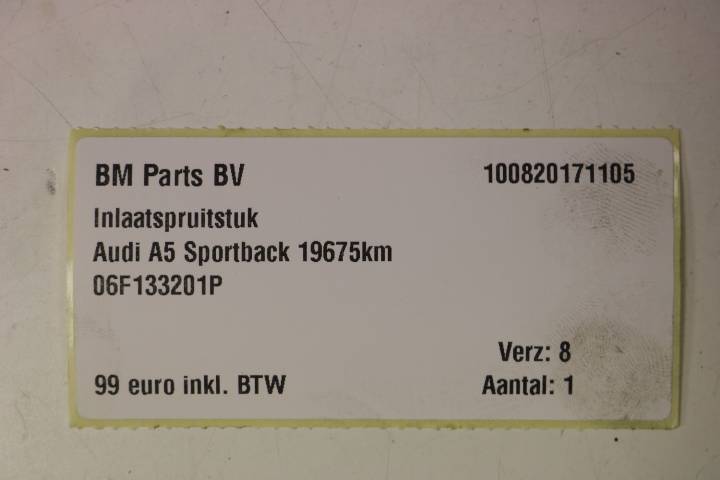 BM Parts BV 100820171105
Inlaatspruitstuk
Audi A5 Sportback 19675km
06F133201P
Verz: 8
99 euro inkl. BTW Aantal: 1